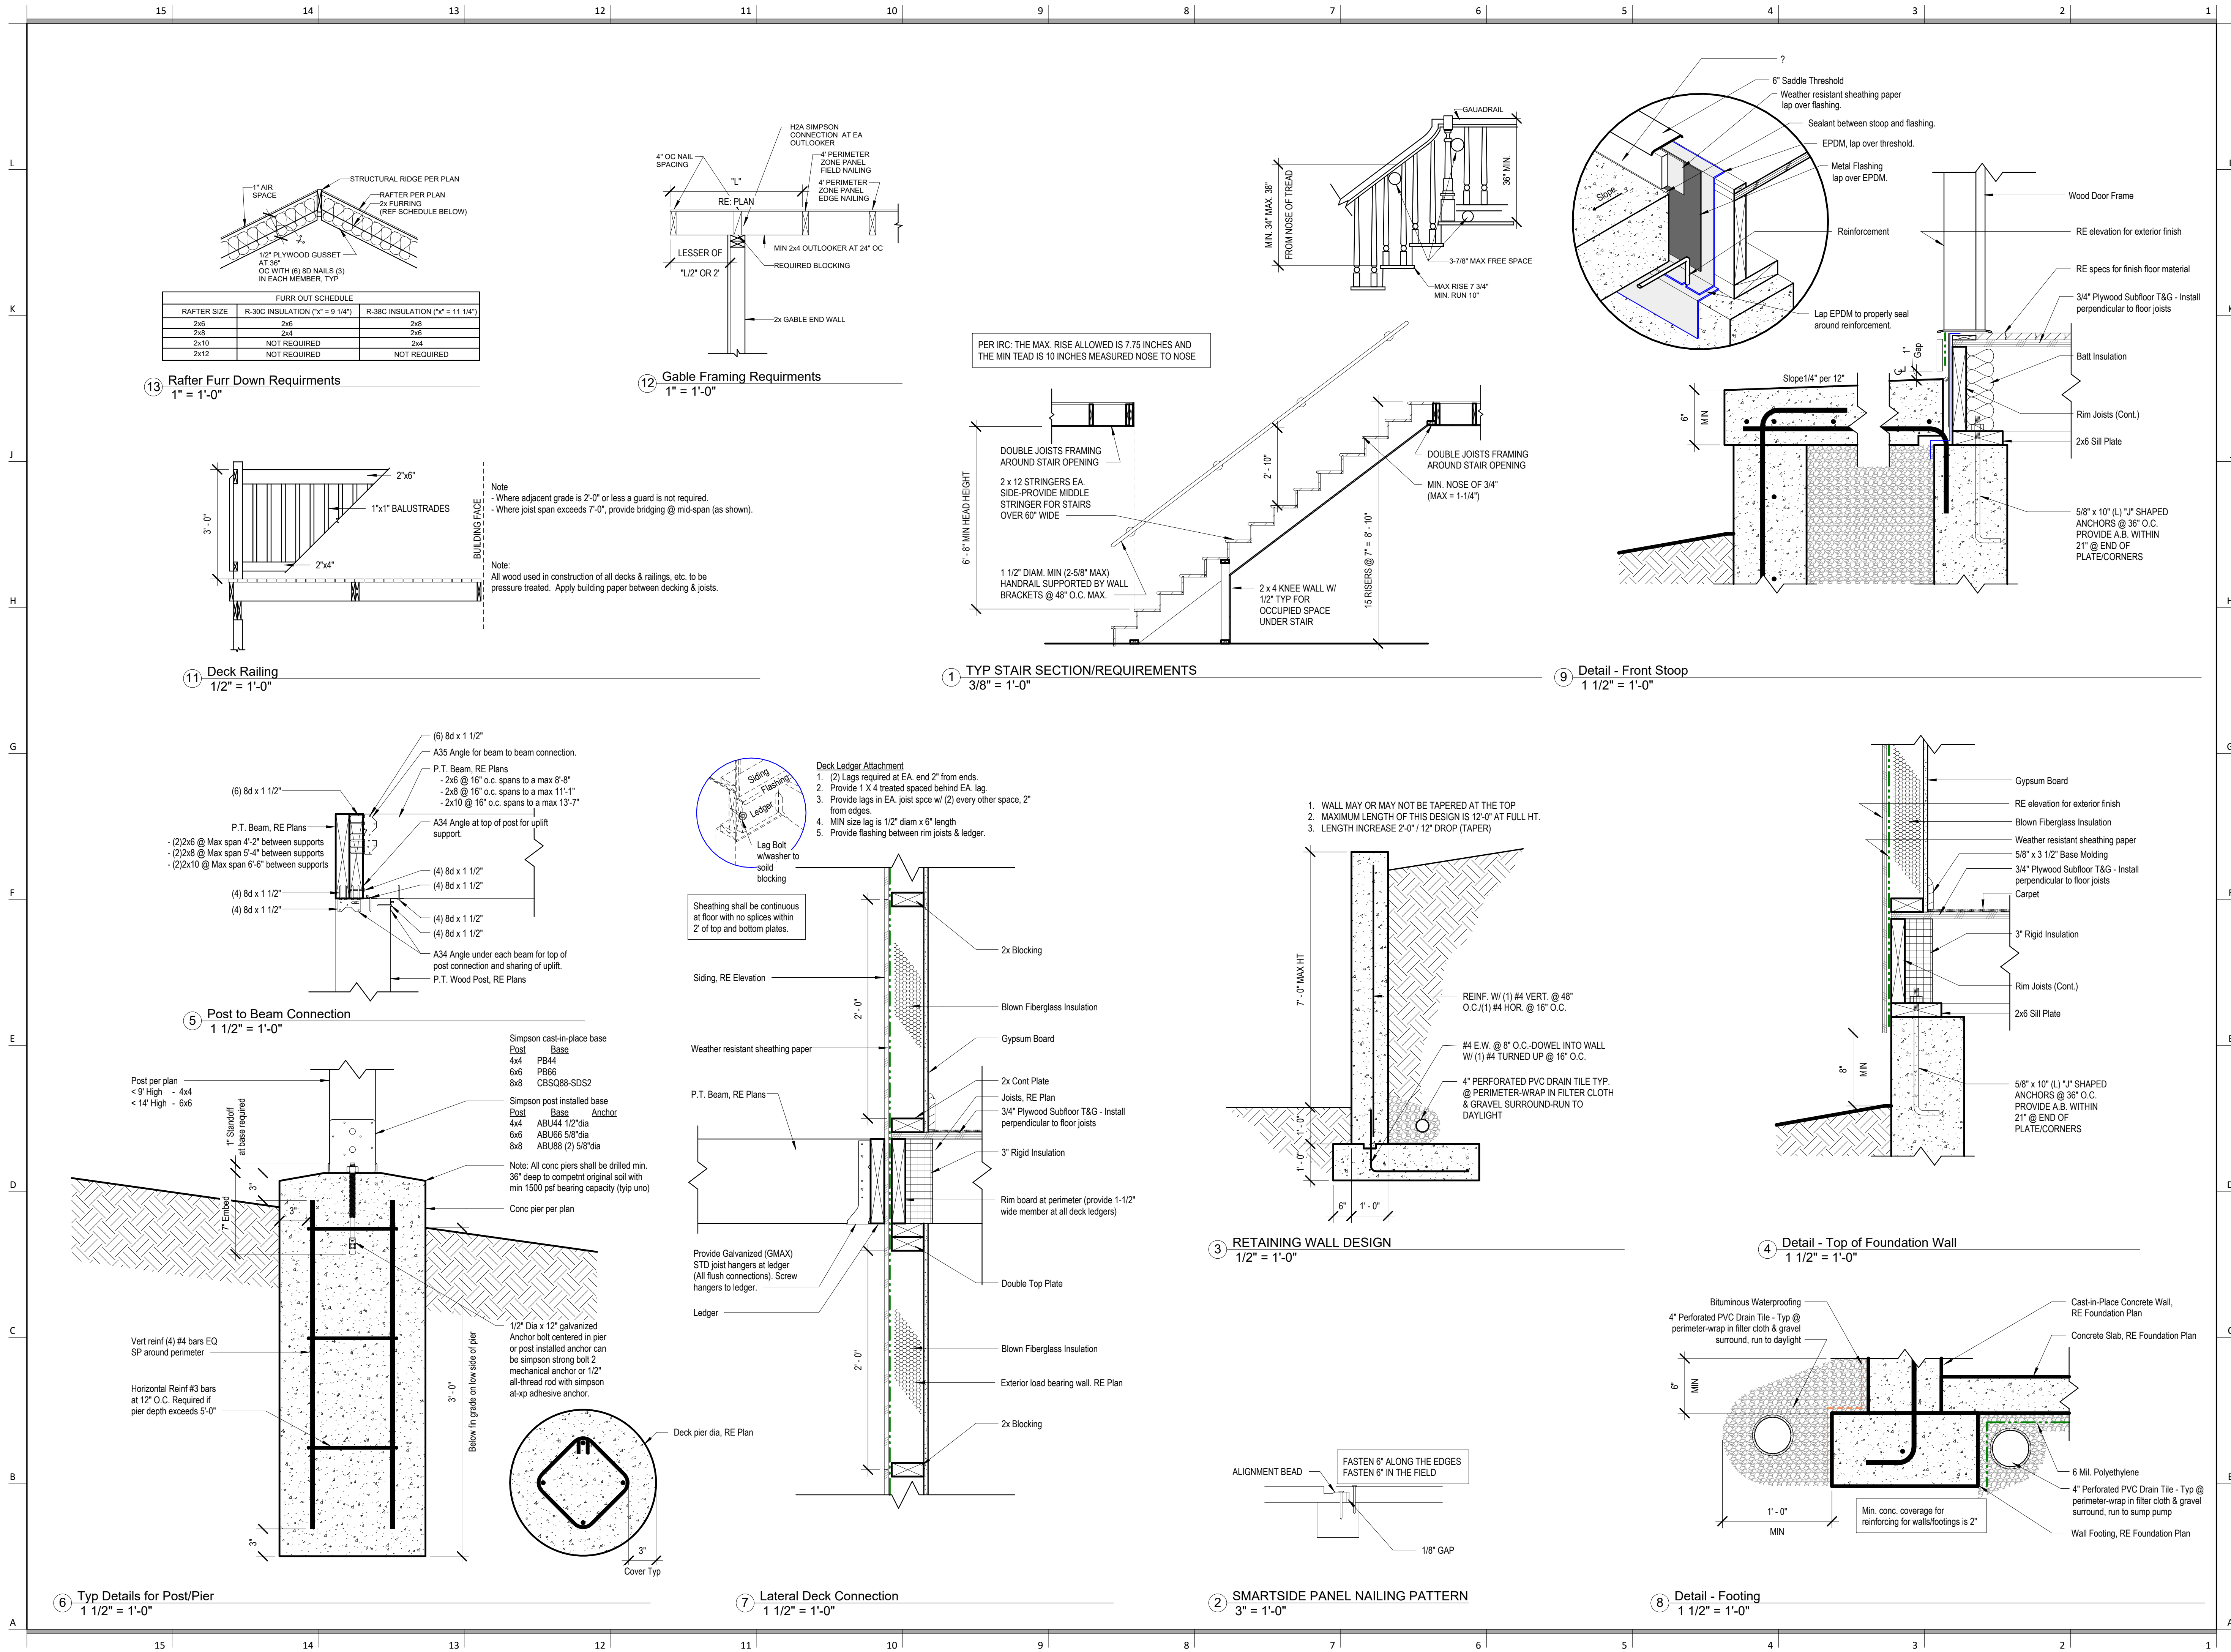 15 14 13 12 11 10 9 8 7 6 5 4 3 2 1
L
K
J
H
G
F
E
D
C
B
A
1" AIR
SPACE
STRUCTURAL RIDGE PER PLAN
RAFTER PER PLAN
2x FURRING
(REF SCHEDULE BELOW)
1/2" PLYWOOD GUSSET
AT 36"
OC WITH (6) 8D NAILS (3)
IN EACH MEMBER, TYP
FURR OUT SCHEDULE
RAFTER SIZE R-30C INSULATION ("x" = 9 1/4") R-38C INSULATION ("x" = 11 1/4")
2x6 2x6 2x8
2x8 2x4 2x6
2x10 NOT REQUIRED 2x4
2x12 NOT REQUIRED NOT REQUIRED
13 Rafter Furr Down Requirments
1" = 1'-0"
4" OC NAIL
SPACING
H2A SIMPSON
CONNECTION AT EA
OUTLOOKER
4' PERIMETER
ZONE PANEL
FIELD NAILING
4' PERIMETER
ZONE PANEL
EDGE NAILING
"L"
RE: PLAN
LESSER OF
"L/2" OR 2'
MIN 2x4 OUTLOOKER AT 24" OC
REQUIRED BLOCKING
2x GABLE END WALL
12 Gable Framing Requirments
1" = 1'-0"
GAUADRAIL
MIN. 34" MAX. 38"
FROM NOSE OF TREAD
36" MIN.
3-7/8" MAX FREE SPACE
MAX RISE 7 3/4"
MIN. RUN 10"
PER IRC: THE MAX. RISE ALLOWED IS 7.75 INCHES AND
THE MIN TEAD IS 10 INCHES MEASURED NOSE TO NOSE
6' - 8" MIN HEAD HEIGHT
DOUBLE JOISTS FRAMING
AROUND STAIR OPENING
2 x 12 STRINGERS EA.
SIDE-PROVIDE MIDDLE
STRINGER FOR STAIRS
OVER 60" WIDE
1 1/2" DIAM. MIN (2-5/8" MAX)
HANDRAIL SUPPORTED BY WALL
BRACKETS @ 48" O.C. MAX.
2' - 10"
DOUBLE JOISTS FRAMING
AROUND STAIR OPENING
MIN. NOSE OF 3/4"
(MAX = 1-1/4")
15 RISERS @ 7" = 8' - 10"
2 x 4 KNEE WALL W/
1/2" TYP FOR
OCCUPIED SPACE
UNDER STAIR
1 TYP STAIR SECTION/REQUIREMENTS
3/8" = 1'-0"
?
6" Saddle Threshold
Weather resistant sheathing paper
lap over flashing.
Sealant between stoop and flashing.
EPDM, lap over threshold.
Metal Flashing
lap over EPDM.
Slope
Reinforcement
Lap EPDM to properly seal
around reinforcement.
Wood Door Frame
RE elevation for exterior finish
RE specs for finish floor material
3/4" Plywood Subfloor T&G - Install
perpendicular to floor joists
1"
Gap
Batt Insulation
Slope1/4" per 12"
6"
MIN
Rim Joists (Cont.)
2x6 Sill Plate
5/8" x 10" (L) "J" SHAPED
ANCHORS @ 36" O.C.
PROVIDE A.B. WITHIN
21" @ END OF
PLATE/CORNERS
9 Detail - Front Stoop
1 1/2" = 1'-0"
3' - 0"
2"x6"
1"x1" BALUSTRADES
2"x4"
BUILDING FACE
Note
- Where adjacent grade is 2'-0" or less a guard is not required.
- Where joist span exceeds 7'-0", provide bridging @ mid-span (as shown).
Note:
All wood used in construction of all decks & railings, etc. to be
pressure treated. Apply building paper between decking & joists.
11 Deck Railing
1/2" = 1'-0"
(6) 8d x 1 1/2"
A35 Angle for beam to beam connection.
P.T. Beam, RE Plans
- 2x6 @ 16" o.c. spans to a max 8'-8"
- 2x8 @ 16" o.c. spans to a max 11'-1"
- 2x10 @ 16" o.c. spans to a max 13'-7"
(6) 8d x 1 1/2"
A34 Angle at top of post for uplift
support.
P.T. Beam, RE Plans
- (2)2x6 @ Max span 4'-2" between supports
- (2)2x8 @ Max span 5'-4" between supports
- (2)2x10 @ Max span 6'-6" between supports
(4) 8d x 1 1/2"
(4) 8d x 1 1/2"
(4) 8d x 1 1/2"
(4) 8d x 1 1/2"
(4) 8d x 1 1/2"
(4) 8d x 1 1/2"
A34 Angle under each beam for top of
post connection and sharing of uplift.
P.T. Wood Post, RE Plans
5 Post to Beam Connection
1 1/2" = 1'-0"
Siding
Flashing
Ledger
Lag Bolt
w/washer to
soild
blocking
Deck Ledger Attachment
1. (2) Lags required at EA. end 2" from ends.
2. Provide 1 X 4 treated spaced behind EA. lag.
3. Provide lags in EA. joist spce w/ (2) every other space, 2"
from edges.
4. MIN size lag is 1/2" diam x 6" length
5. Provide flashing between rim joists & ledger.
Sheathing shall be continuous
at floor with no splices within
2' of top and bottom plates.
2x Blocking
Siding, RE Elevation
2' - 0"
Blown Fiberglass Insulation
Gypsum Board
Weather resistant sheathing paper
2x Cont Plate
P.T. Beam, RE Plans
Joists, RE Plan
3/4" Plywood Subfloor T&G - Install
perpendicular to floor joists
3" Rigid Insulation
Rim board at perimeter (provide 1-1/2"
wide member at all deck ledgers)
Provide Galvanized (GMAX)
STD joist hangers at ledger
(All flush connections). Screw
hangers to ledger.
Ledger
Double Top Plate
2' - 0"
Blown Fiberglass Insulation
Exterior load bearing wall. RE Plan
2x Blocking
7 Lateral Deck Connection
1 1/2" = 1'-0"
1. WALL MAY OR MAY NOT BE TAPERED AT THE TOP
2. MAXIMUM LENGTH OF THIS DESIGN IS 12'-0" AT FULL HT.
3. LENGTH INCREASE 2'-0" / 12" DROP (TAPER)
7' - 0" MAX HT
REINF. W/ (1) #4 VERT. @ 48"
O.C./(1) #4 HOR. @ 16" O.C.
#4 E.W. @ 8" O.C.-DOWEL INTO WALL
W/ (1) #4 TURNED UP @ 16" O.C.
4" PERFORATED PVC DRAIN TILE TYP.
@ PERIMETER-WRAP IN FILTER CLOTH
& GRAVEL SURROUND-RUN TO
DAYLIGHT
1' - 0"
1' - 0"
6" 1' - 0"
3 RETAINING WALL DESIGN
1/2" = 1'-0"
Gypsum Board
RE elevation for exterior finish
Blown Fiberglass Insulation
Weather resistant sheathing paper
5/8" x 3 1/2" Base Molding
3/4" Plywood Subfloor T&G - Install
perpendicular to floor joists
Carpet
3" Rigid Insulation
Rim Joists (Cont.)
2x6 Sill Plate
8"
MIN
5/8" x 10" (L) "J" SHAPED
ANCHORS @ 36" O.C.
PROVIDE A.B. WITHIN
21" @ END OF
PLATE/CORNERS
4 Detail - Top of Foundation Wall
1 1/2" = 1'-0"
Post per plan
< 9' High - 4x4
< 14' High - 6x6
1" Standoff
at base required
Simpson cast-in-place base
Post Base
4x4 PB44
6x6 PB66
8x8 CBSQ88-SDS2
Simpson post installed base
Post Base Anchor
4x4 ABU44 1/2"dia
6x6 ABU66 5/8"dia
8x8 ABU88 (2) 5/8"dia
Note: All conc piers shall be drilled min.
36" deep to competnt original soil with
min 1500 psf bearing capacity (tyip uno)
Conc pier per plan
3"
7" Embed
3"
1/2" Dia x 12" galvanized
Anchor bolt centered in pier
or post installed anchor can
be simpson strong bolt 2
mechanical anchor or 1/2"
all-thread rod with simpson
at-xp adhesive anchor.
Vert reinf (4) #4 bars EQ
SP around perimeter
Horizontal Reinf #3 bars
at 12" O.C. Required if
pier depth exceeds 5'-0"
3' - 0"
Below fin grade on low side of pier
Deck pier dia, RE Plan
3"
3"
Cover Typ
6 Typ Details for Post/Pier
1 1/2" = 1'-0"
ALIGNMENT BEAD
FASTEN 6" ALONG THE EDGES
FASTEN 6" IN THE FIELD
1/8" GAP
2 SMARTSIDE PANEL NAILING PATTERN
3" = 1'-0"
Bituminous Waterproofing
4" Perforated PVC Drain Tile - Typ @
perimeter-wrap in filter cloth & gravel
surround, run to daylight
Cast-in-Place Concrete Wall,
RE Foundation Plan
Concrete Slab, RE Foundation Plan
6"
MIN
1' - 0"
MIN
Min. conc. coverage for
reinforcing for walls/footings is 2"
6 Mil. Polyethylene
4" Perforated PVC Drain Tile - Typ @
perimeter-wrap in filter cloth & gravel
surround, run to sump pump
Wall Footing, RE Foundation Plan
8 Detail - Footing
1 1/2" = 1'-0"
15 14 13 12 11 10 9 8 7 6 5 4 3 2 1